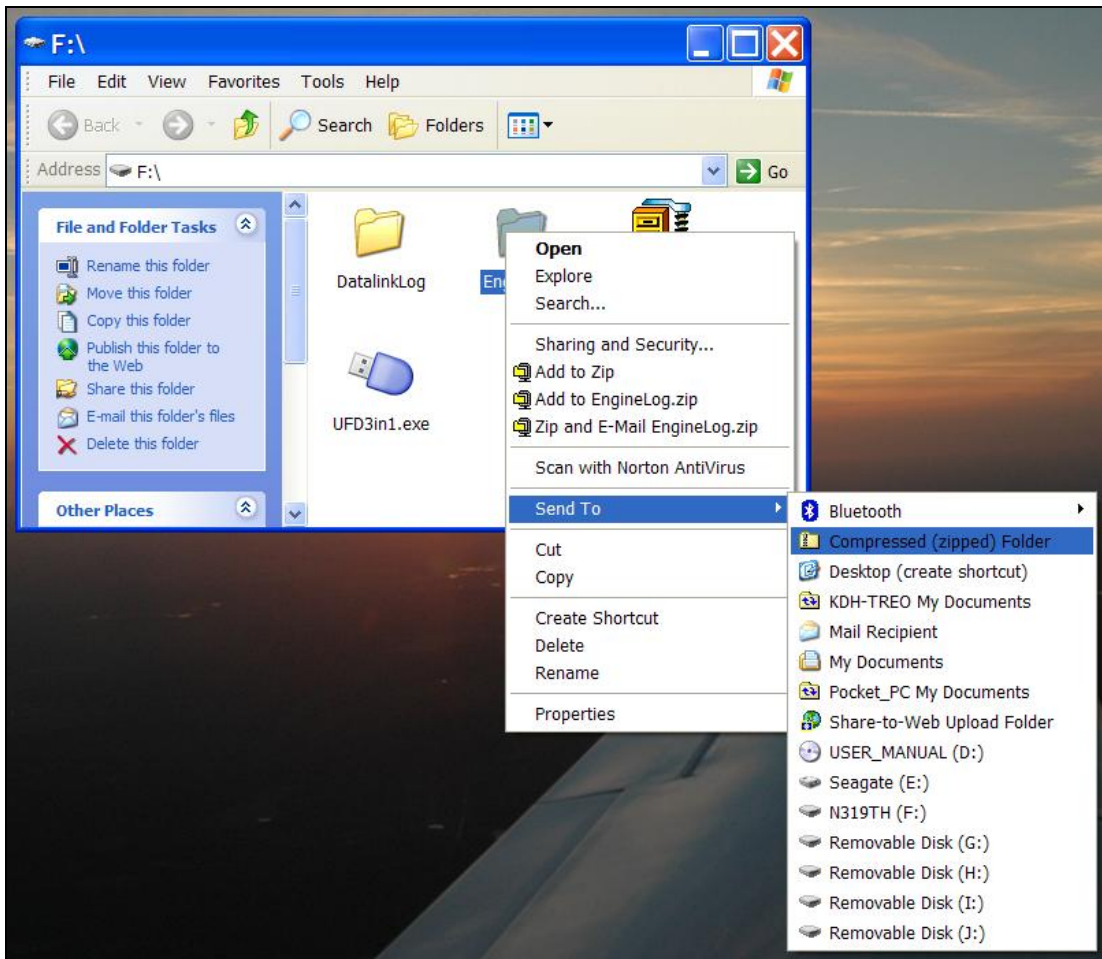 F:\
File Edit View Favorites Tools Help
Back Search Folders
Address F:\ Go
File and Folder Tasks
Rename this folder
Move this folder
Copy this folder
Publish this folder to
the Web
Share this folder
E-mail this folder's files
Delete this folder
Other Places
DatalinkLog
UFD3in1.exe
Open
Explore
Search...
Sharing and Security...
Add to Zip
Add to EngineLog.zip
Zip and E-Mail EngineLog.zip
Scan with Norton AntiVirus
Send To
Cut
Copy
Create Shortcut
Delete
Rename
Properties
Bluetooth
Compressed (zipped) Folder
Desktop (create shortcut)
KDH-TREO My Documents
Mail Recipient
My Documents
Pocket_PC My Documents
Share-to-Web Upload Folder
USER_MANUAL (D:)
Seagate (E:)
N319TH (F:)
Removable Disk (G:)
Removable Disk (H:)
Removable Disk (I:)
Removable Disk (J:)